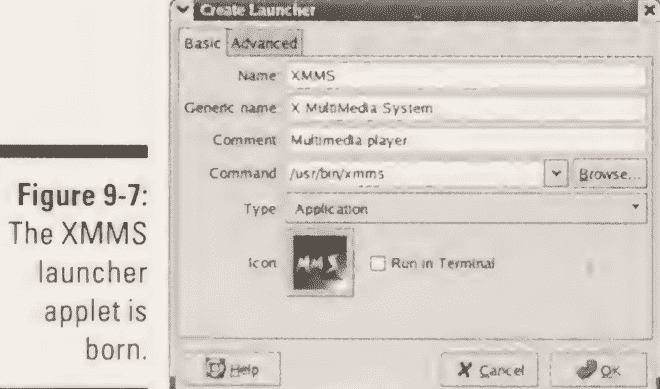 Create Launcher
Basic Advanced
Name: XMMS
Generic name: X MultiMedia System
Comment Multimedia player
Command /usr/bin/xmms Browse...
Type Application
Icon MMS Run in Terminal
Help Cancel OK
Figure 9-7:
The XMMS
launcher
applet is
born.